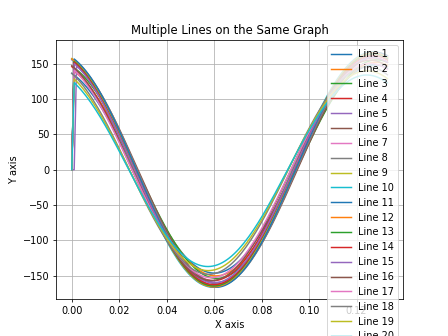 Multiple Lines on the Same Graph
Y axis
150
100
50
0
−50
−100
−150
0.00
0.02
0.04
0.06
0.08
0.10
X axis
Line 1
Line 2
Line 3
Line 4
Line 5
Line 6
Line 7
Line 8
Line 9
Line 10
Line 11
Line 12
Line 13
Line 14
Line 15
Line 16
Line 17
Line 18
Line 19